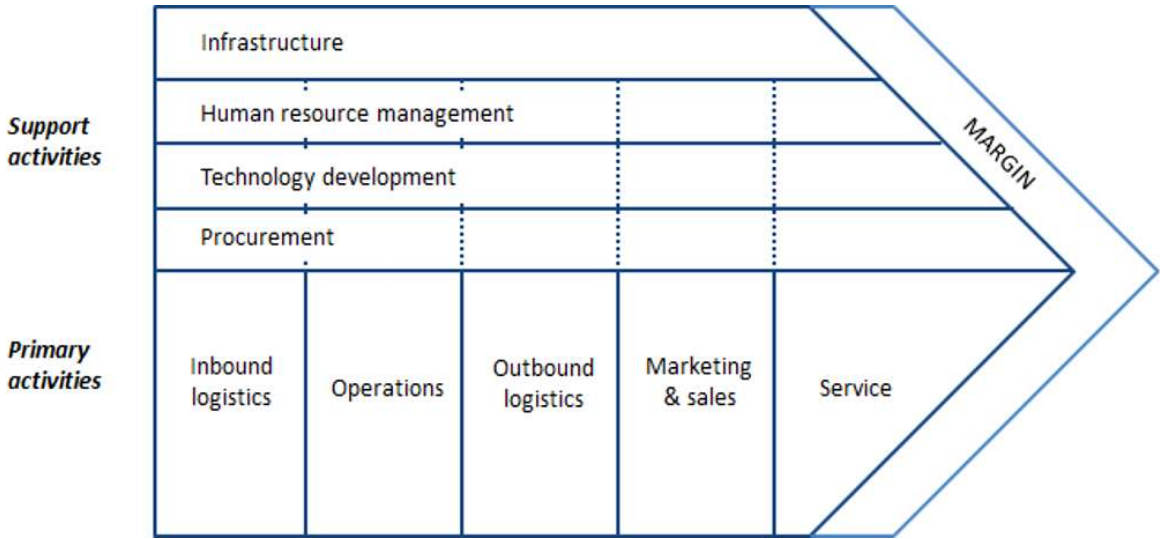 Support
activities
Infrastructure
Human resource management
Technology development
Procurement
MARGIN
Primary
activities
Inbound
logistics
Operations
Outbound
logistics
Marketing
& sales
Service